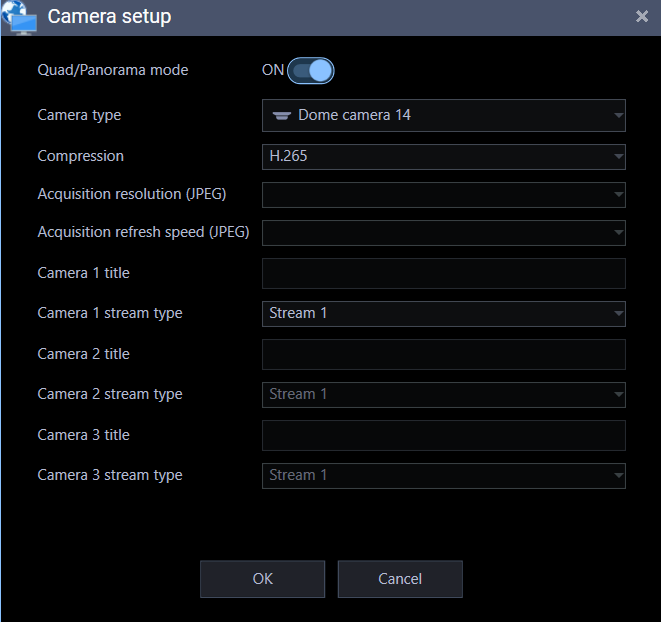 Camera setup
Quad/Panorama mode ON
Camera type Dome camera 14
Compression H.265
Acquisition resolution (JPEG)
Acquisition refresh speed (JPEG)
Camera 1 title
Camera 1 stream type Stream 1
Camera 2 title
Camera 2 stream type Stream 1
Camera 3 title
Camera 3 stream type Stream 1
OK Cancel